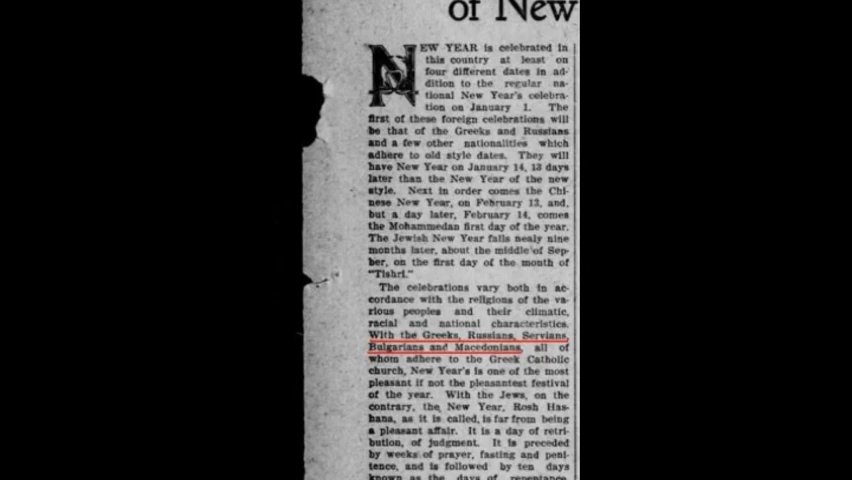 of New
NEW YEAR is celebrated in
this country at least on
four different dates in ad-
dition to the regular na-
tional New Year's celebra-
tion on January 1. The
first of these foreign celebrations will
be that of the Greeks and Russians
and a few other nationalities which
adhere to old style dates. They will
have New Year on January 14, 13 days
later than the New Year of the new
style. Next in order comes the Chi-
nese New Year, on February 13, and,
but a day later, February 14, comes
the Mohammedan first day of the year.
The Jewish New Year falls nealy nine
months later, about the middle of Sep-
ber, on the first day of the month of
"Tishri."
The celebrations vary both in ac-
cordance with the religions of the va-
rious peoples and their climatic,
racial and national characteristics.
With the Greeks, Russians, Servians,
Bulgarians and Macedonians, all of
whom adhere to the Greek Catholic
church, New Year's is one of the most
pleasant if not the pleasantest festival
of the year. With the Jews, on the
contrary, the New Year, Rosh Has-
hana, as it is called, is far from being
a pleasant affair. It is a day of retri-
bution, of judgment. It is preceded
by weeks of prayer, fasting and peni-
tence, and is followed by ten days
known as the days of repentance,